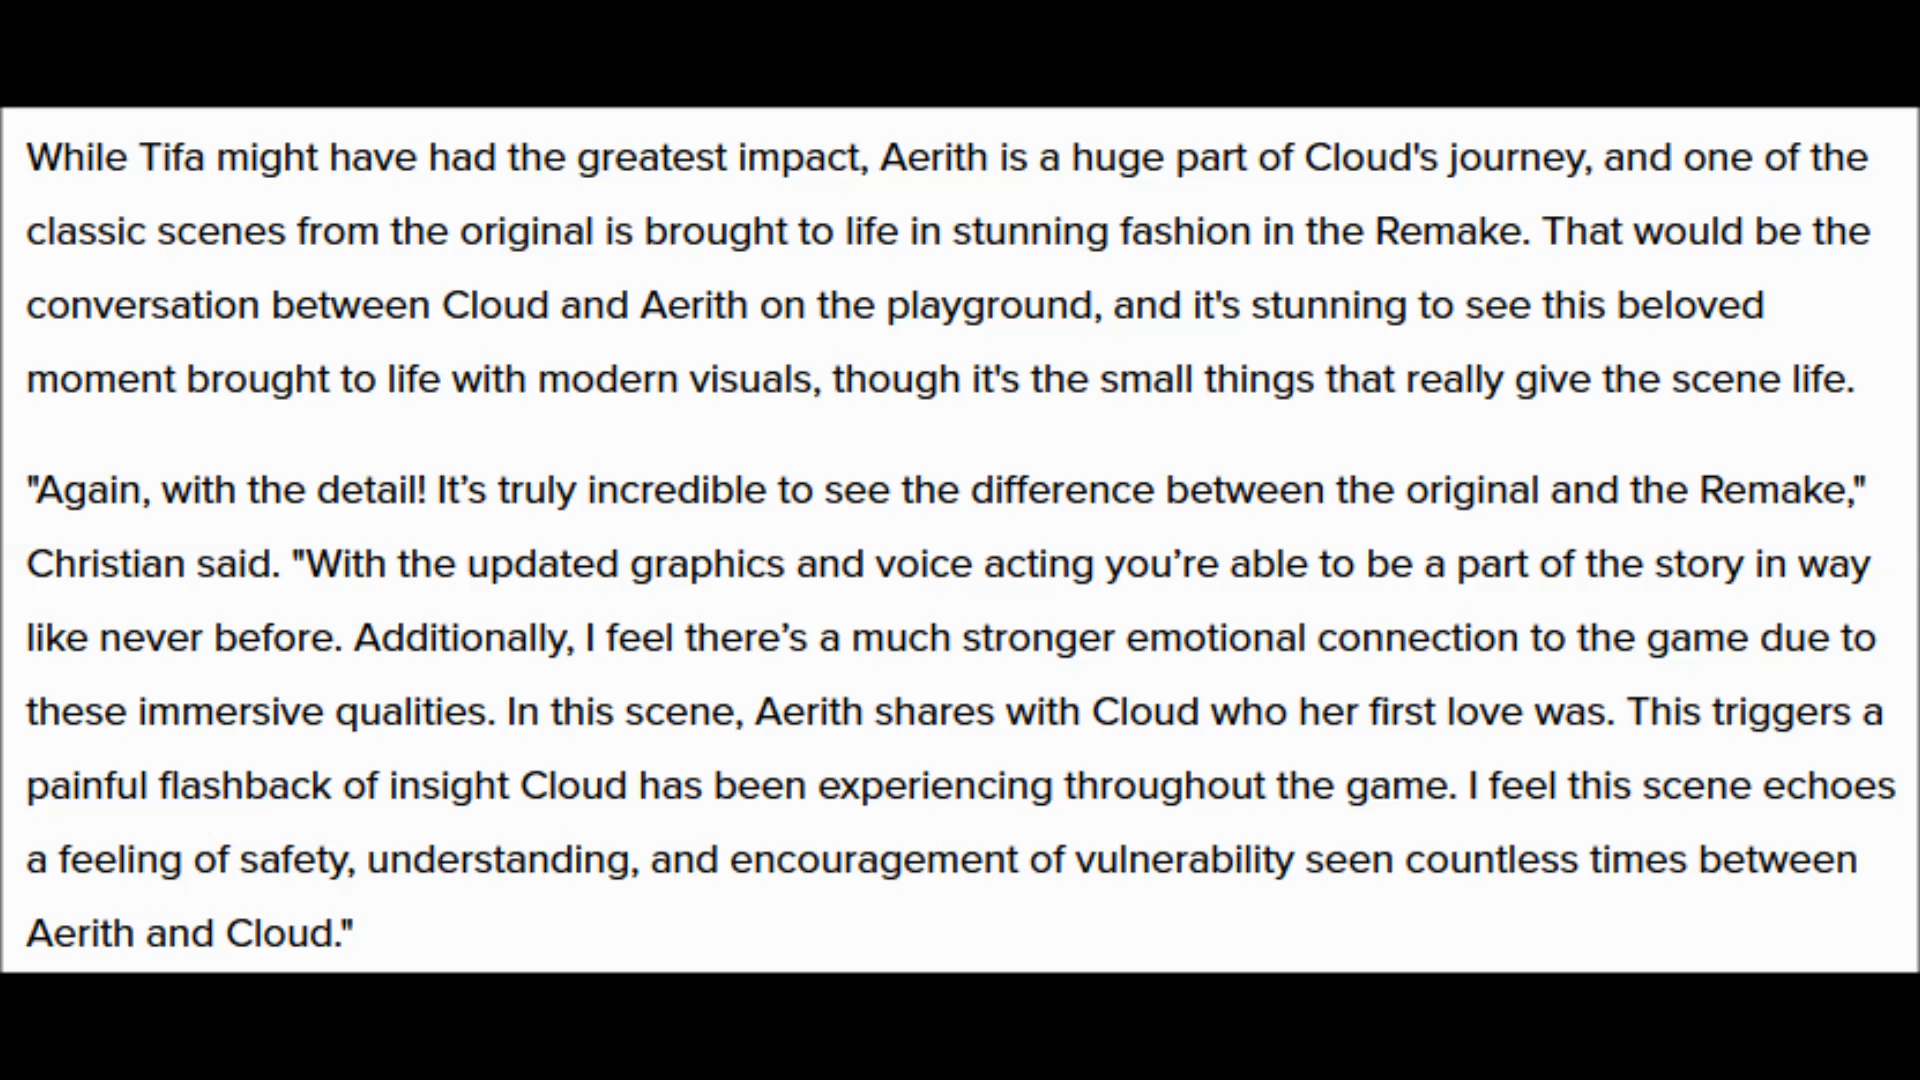 While Tifa might have had the greatest impact, Aerith is a huge part of Cloud's journey, and one of the
classic scenes from the original is brought to life in stunning fashion in the Remake. That would be the
conversation between Cloud and Aerith on the playground, and it's stunning to see this beloved
moment brought to life with modern visuals, though it's the small things that really give the scene life.
"Again, with the detail! It’s truly incredible to see the difference between the original and the Remake,"
Christian said. "With the updated graphics and voice acting you’re able to be a part of the story in way
like never before. Additionally, I feel there’s a much stronger emotional connection to the game due to
these immersive qualities. In this scene, Aerith shares with Cloud who her first love was. This triggers a
painful flashback of insight Cloud has been experiencing throughout the game. I feel this scene echoes
a feeling of safety, understanding, and encouragement of vulnerability seen countless times between
Aerith and Cloud."